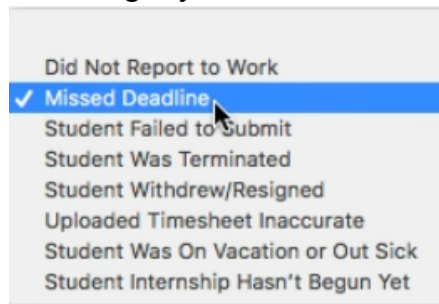 Did Not Report to Work
✓ Missed Deadline
Student Failed to Submit
Student Was Terminated
Student Withdrew/Resigned
Uploaded Timesheet Inaccurate
Student Was On Vacation or Out Sick
Student Internship Hasn't Begun Yet